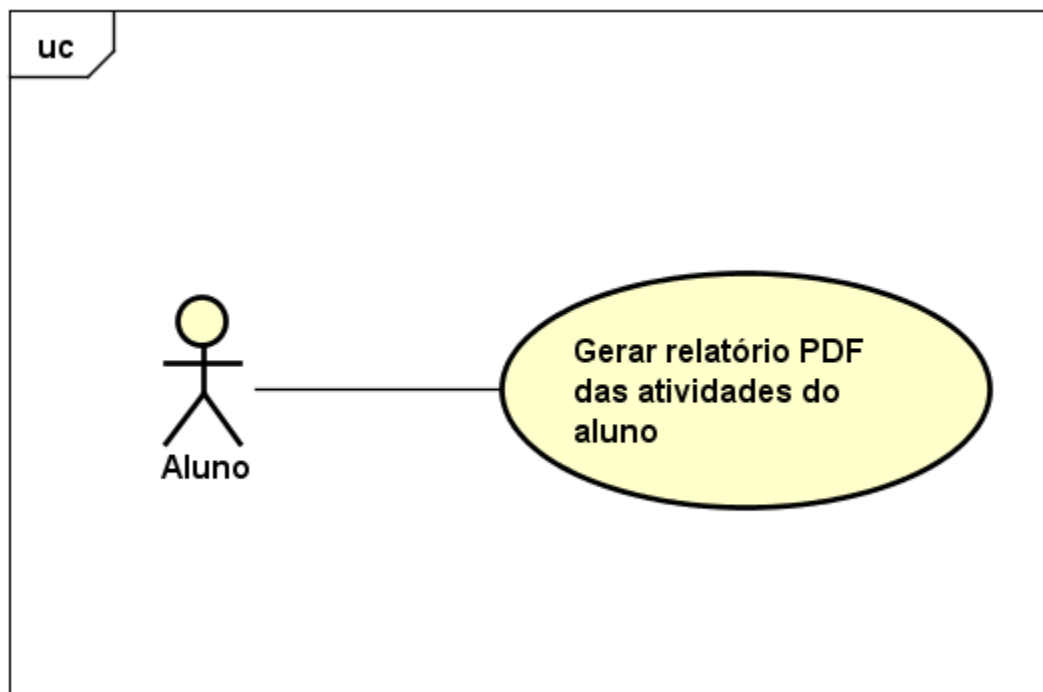 uc
Gerar relatório PDF
das atividades do
aluno
Aluno